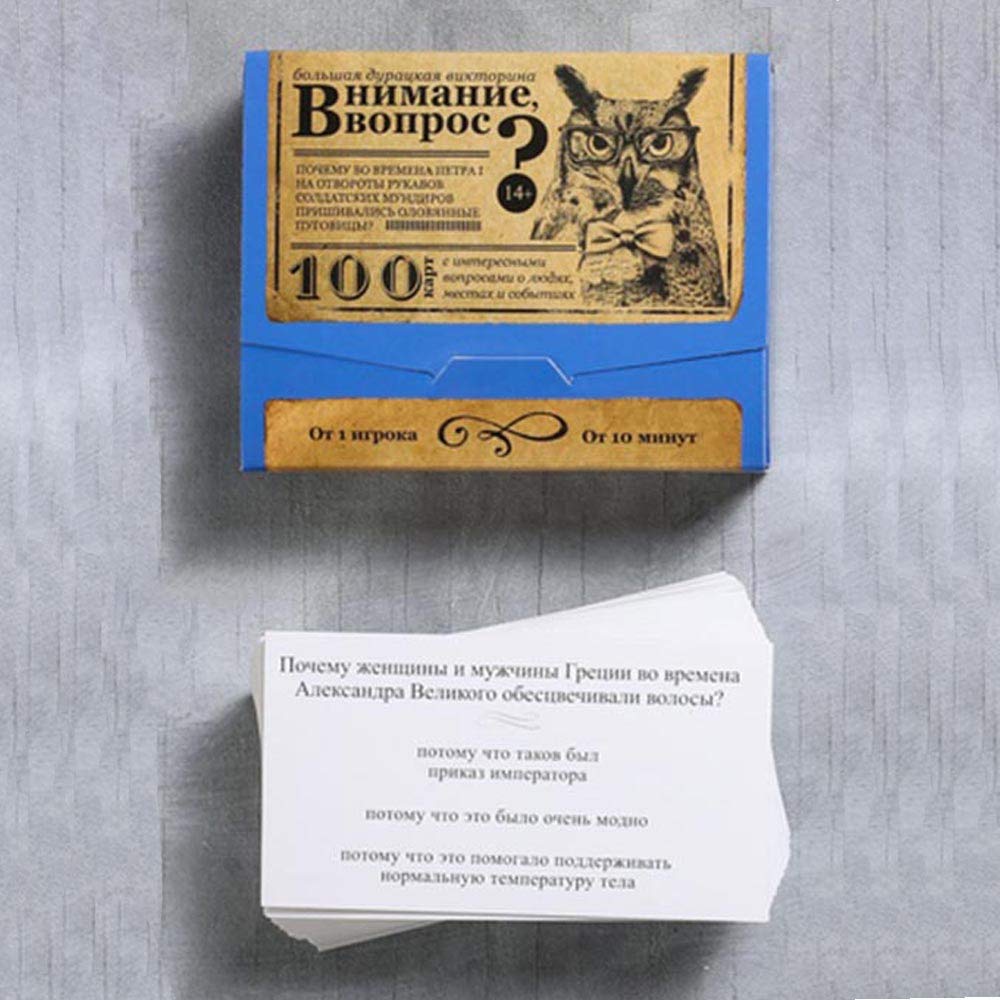 большая дурацкая викторина
Внимание,
вопрос ?
ПОЧЕМУ ВО ВРЕМЕНА ПЕТРА I
НА ОТВОРОТЫ РУКАВОВ
СОЛДАТСКИХ МУНДИРОВ
ПРИШИВАЛИСЬ ОЛОВЯННЫЕ
ПУГОВИЦЫ?
14+
100 карт
с интересными
вопросами о людях,
местах и событиях
От 1 игрока
От 10 минут
Почему женщины и мужчины Греции во времена
Александра Великого обесцвечивали волосы?
потому что таков был
приказ императора
потому что это было очень модно
потому что это помогало поддерживать
нормальную температуру тела